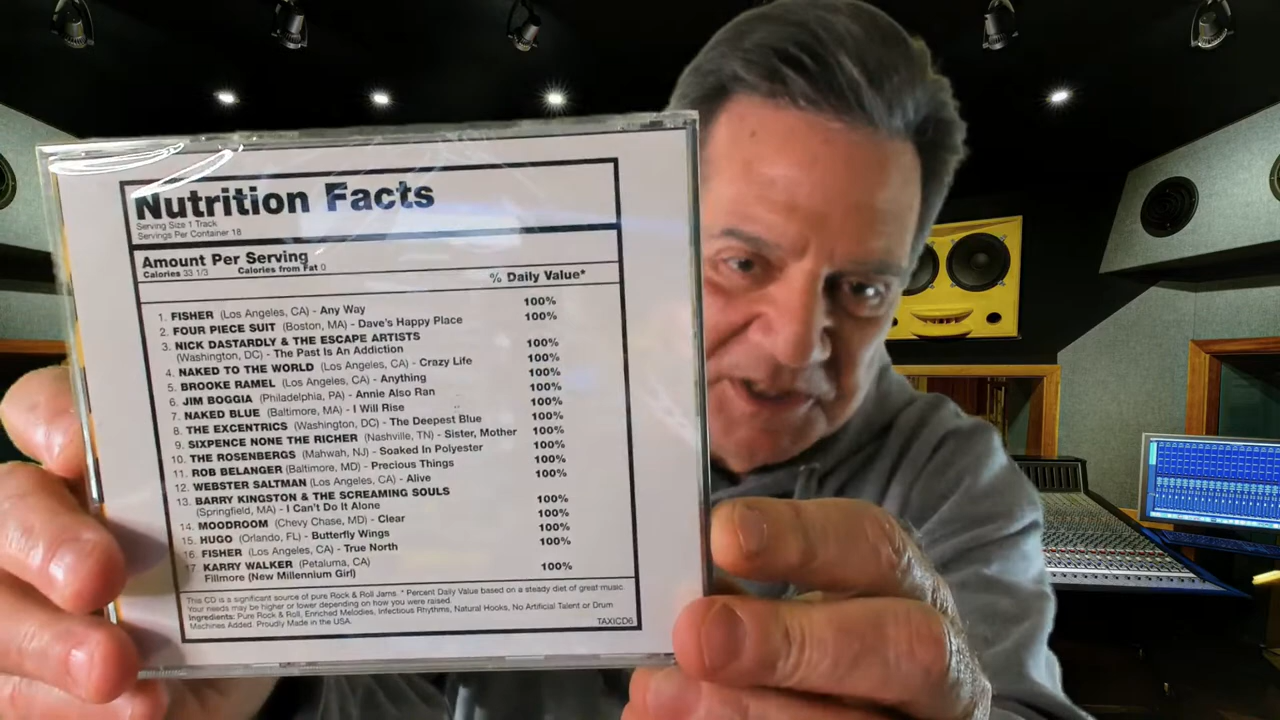 Nutrition Facts
Serving Size 1 Track
Servings Per Container 18
Amount Per Serving
Calories 33 1/3 Calories from Fat 0
% Daily Value*
1. FISHER (Los Angeles, CA) - Any Way 100%
2. FOUR PIECE SUIT (Boston, MA) - Dave's Happy Place 100%
3. NICK DASTARDLY & THE ESCAPE ARTISTS
(Washington, DC) - The Past Is An Addiction 100%
4. NAKED TO THE WORLD (Los Angeles, CA) - Crazy Life 100%
5. BROOKE RAMEL (Los Angeles, CA) - Anything 100%
6. JIM BOGGIA (Philadelphia, PA) - Annie Also Ran 100%
7. NAKED BLUE (Baltimore, MA) - I Will Rise 100%
8. THE EXCENTRICS (Washington, DC) - The Deepest Blue 100%
9. SIXPENCE NONE THE RICHER (Nashville, TN) - Sister, Mother 100%
10. THE ROSENBERGS (Mahwah, NJ) - Soaked In Polyester 100%
11. ROB BELANGER (Baltimore, MD) - Precious Things 100%
12. WEBSTER SALTMAN (Los Angeles, CA) - Alive 100%
13. BARRY KINGSTON & THE SCREAMING SOULS
(Springfield, MA) - I Can't Do It Alone 100%
14. MOODROOM (Chevy Chase, MD) - Clear 100%
15. HUGO (Orlando, FL) - Butterfly Wings 100%
16. FISHER (Los Angeles, CA) - True North 100%
17. KARRY WALKER (Petaluma, CA)
Fillmore (New Millennium Girl) 100%
This CD is a significant source of pure Rock & Roll Jams. * Percent Daily Value based on a steady diet of great music.
Your needs may be higher or lower depending on how you were raised.
Ingredients: Pure Rock & Roll, Enriched Melodies, Infectious Rhythms, Natural Hooks, No Artificial Talent or Drum
Machines Added. Proudly Made in the USA.
TAXICD6